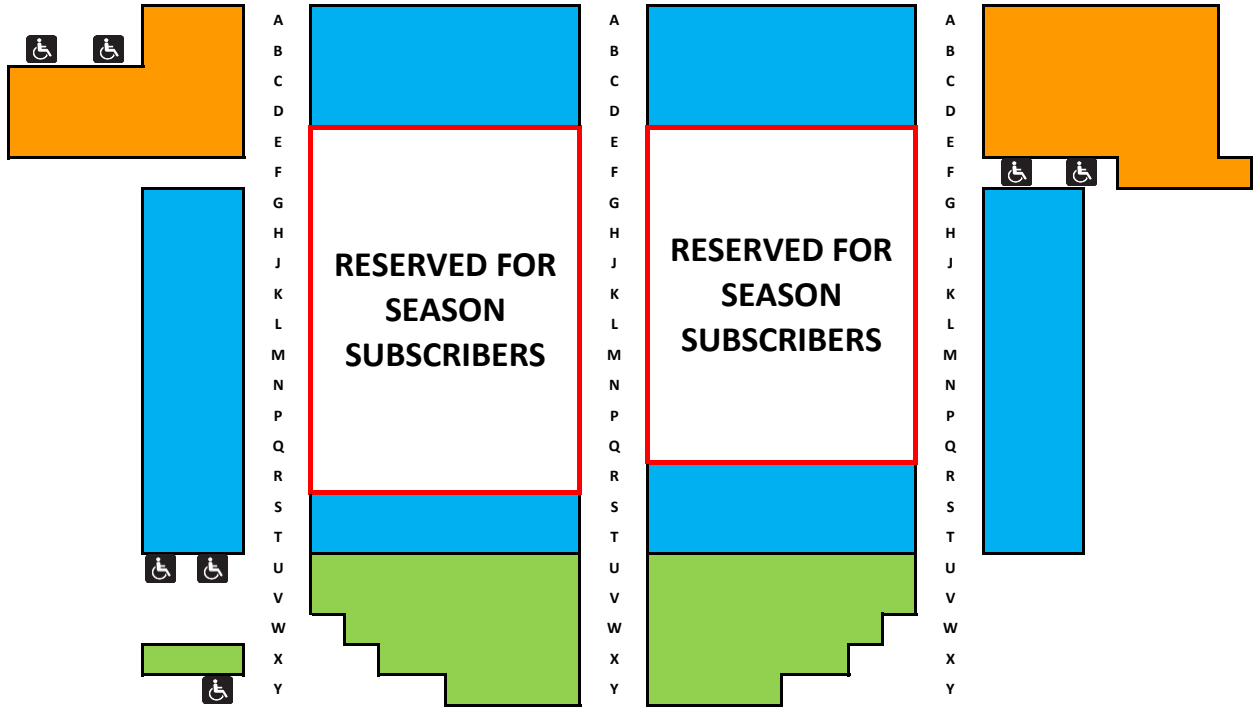 A A A
B B B
C C C
D D D
E E E
F F F
G G G
H H H
J J J
K K K
L L L
M M M
N N N
P P P
Q Q Q
R R R
S S S
T T T
U U U
V V V
W W W
X X X
Y Y Y
RESERVED FOR
SEASON
SUBSCRIBERS
RESERVED FOR
SEASON
SUBSCRIBERS